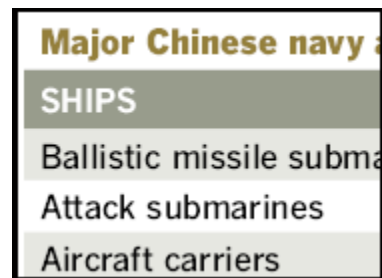 Major Chinese navy
SHIPS
Ballistic missile
Attack submarines
Aircraft carriers